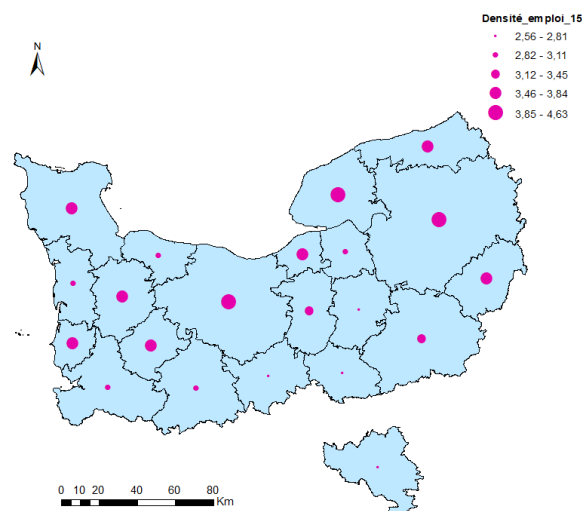 Densité_emploi_15
2,56 - 2,81
2,82 - 3,11
3,12 - 3,45
3,46 - 3,84
3,85 - 4,63
N
0 10 20 40 60 80
Km